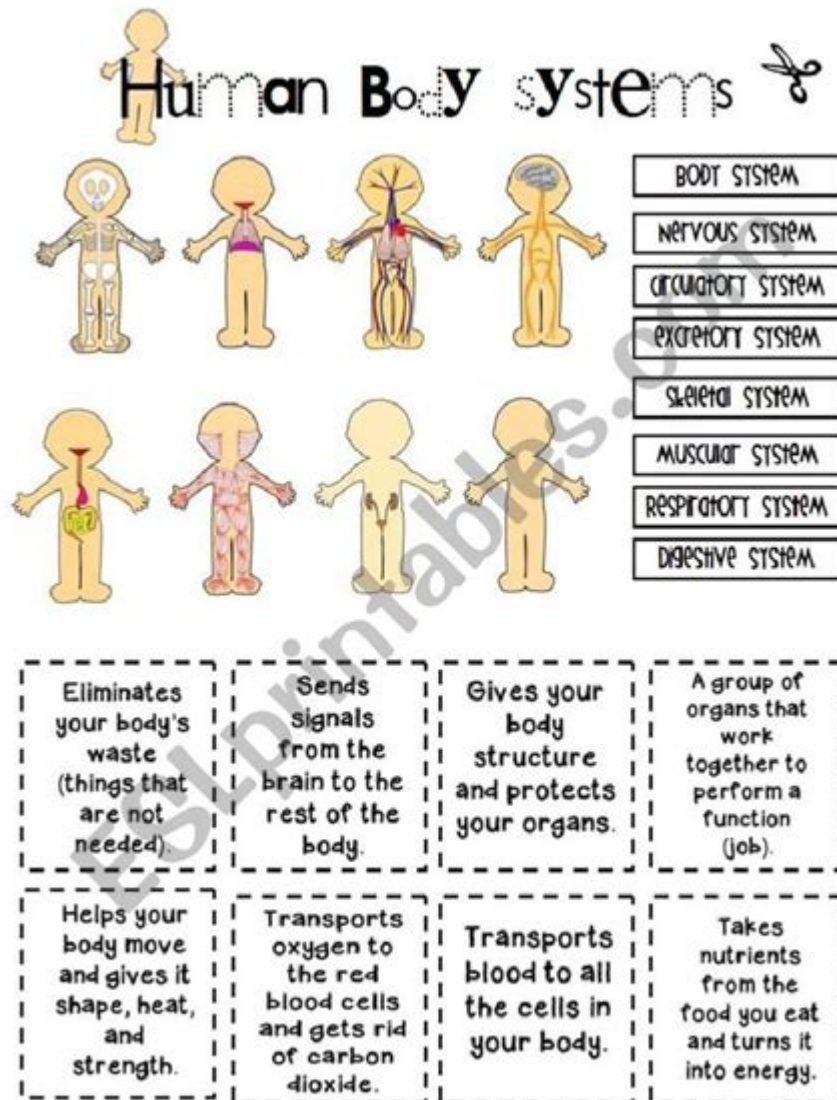 Human Body systems
BODY SYSTEM
NERVOUS SYSTEM
CIRCULATORY SYSTEM
EXCRETORY SYSTEM
SKELETAL SYSTEM
MUSCULAR SYSTEM
RESPIRATORY SYSTEM
DIGESTIVE SYSTEM
Eliminates
your body's
waste
(things that
are not
needed).
Sends
signals
from the
brain to the
rest of the
body.
Gives your
body
structure
and protects
your organs.
A group of
organs that
work
together to
perform a
function
(job).
Helps your
body move
and gives it
shape, heat,
and
strength.
Transports
oxygen to
the red
blood cells
and gets rid
of carbon
dioxide.
Transports
blood to all
the cells in
your body.
Takes
nutrients
from the
food you eat
and turns it
into energy.
ESLprintables.com